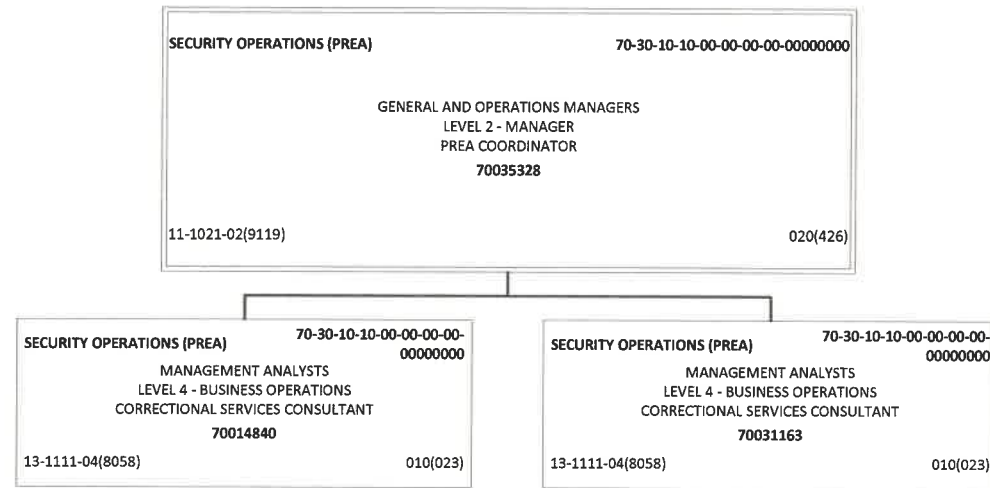 SECURITY OPERATIONS (PREA) 70-30-10-10-00-00-00-00-00000000
GENERAL AND OPERATIONS MANAGERS
LEVEL 2 - MANAGER
PREA COORDINATOR
70035328
11-1021-02(9119) 020(426)
SECURITY OPERATIONS (PREA) 70-30-10-10-00-00-00-00-
00000000
MANAGEMENT ANALYSTS
LEVEL 4 - BUSINESS OPERATIONS
CORRECTIONAL SERVICES CONSULTANT
70014840
13-1111-04(8058) 010(023)
SECURITY OPERATIONS (PREA) 70-30-10-10-00-00-00-00-
00000000
MANAGEMENT ANALYSTS
LEVEL 4 - BUSINESS OPERATIONS
CORRECTIONAL SERVICES CONSULTANT
70031163
13-1111-04(8058) 010(023)